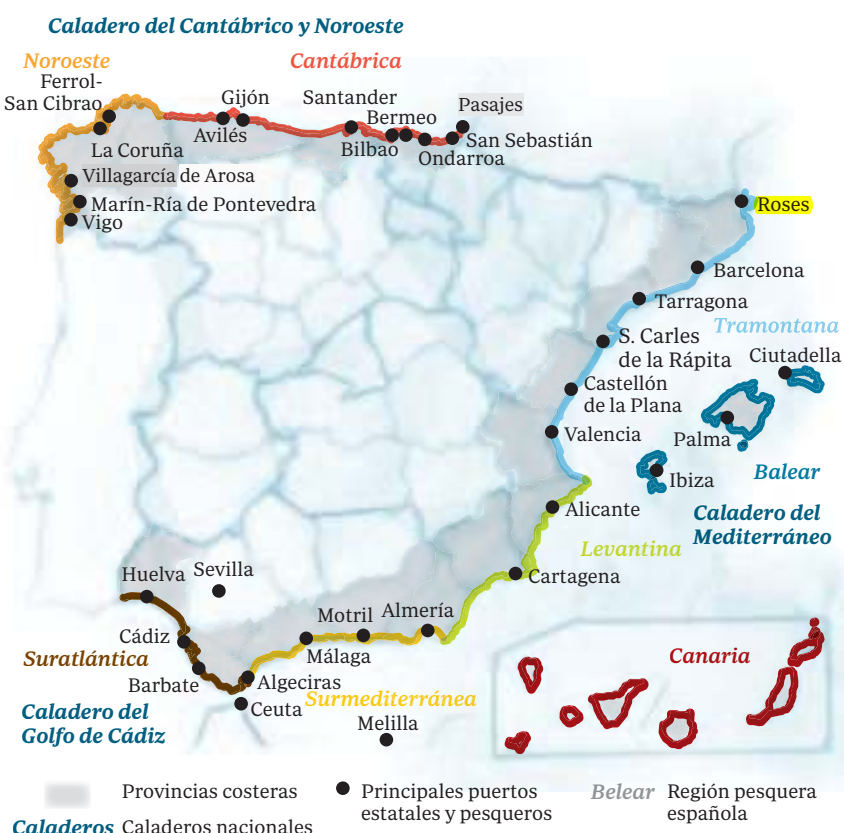 Caladero del Cantábrico y Noroeste
Noroeste
Cantábrica
Ferrol-
San Cibrao
Gijón
Santander
Pasajes
Avilés
Bermeo
La Coruña
Bilbao
San Sebastián
Ondarroa
Villagarcía de Arosa
Marín-Ría de Pontevedra
Vigo
Roses
Barcelona
Tarragona
Tramontana
S. Carles
de la Rápita
Ciutadella
Castellón
de la Plana
Valencia
Palma
Ibiza
Balear
Alicante
Caladero del
Mediterráneo
Levantina
Cartagena
Huelva
Sevilla
Motril
Almería
Cádiz
Málaga
Suratlántica
Barbate
Algeciras
Surmediterránea
Canaria
Caladero del
Golfo de Cádiz
Ceuta
Melilla
Provincias costeras
Principales puertos
estatales y pesqueros
Belear
Región pesquera
española
Caladeros Caladeros nacionales